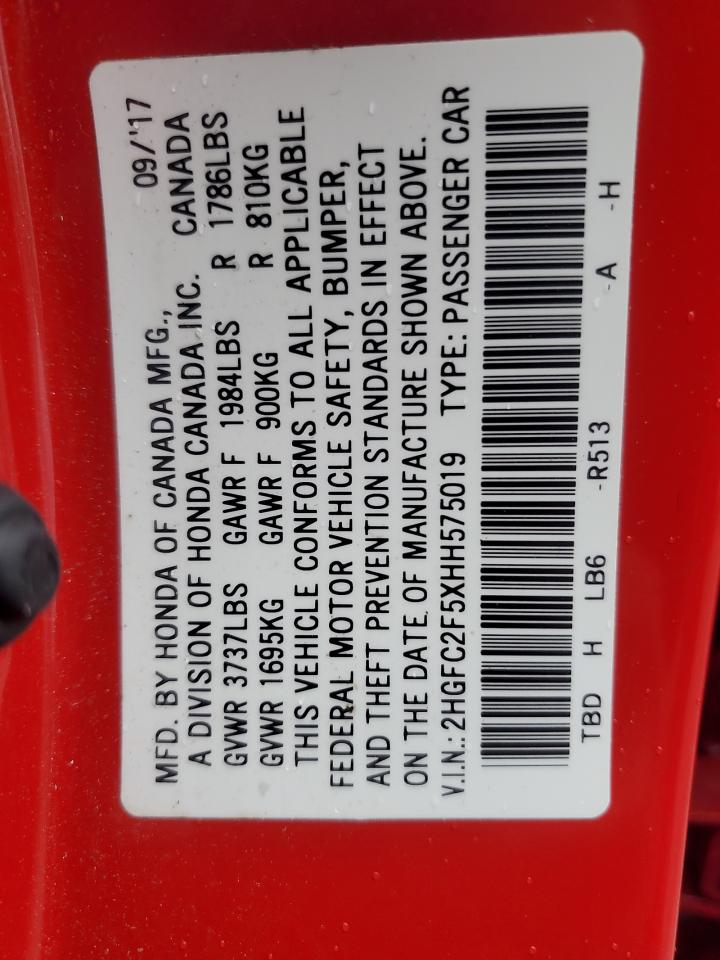 09/'17
MFD. BY HONDA OF CANADA MFG.,
A DIVISION OF HONDA CANADA INC. CANADA
GVWR 3737LBS GAWR F 1984LBS R 1786LBS
GVWR 1695KG GAWR F 900KG R 810KG
THIS VEHICLE CONFORMS TO ALL APPLICABLE
FEDERAL MOTOR VEHICLE SAFETY, BUMPER,
AND THEFT PREVENTION STANDARDS IN EFFECT
ON THE DATE OF MANUFACTURE SHOWN ABOVE.
V.I.N.: 2HGFC2F5XHH575019 TYPE: PASSENGER CAR
TBD H LB6 -R513 -A -H